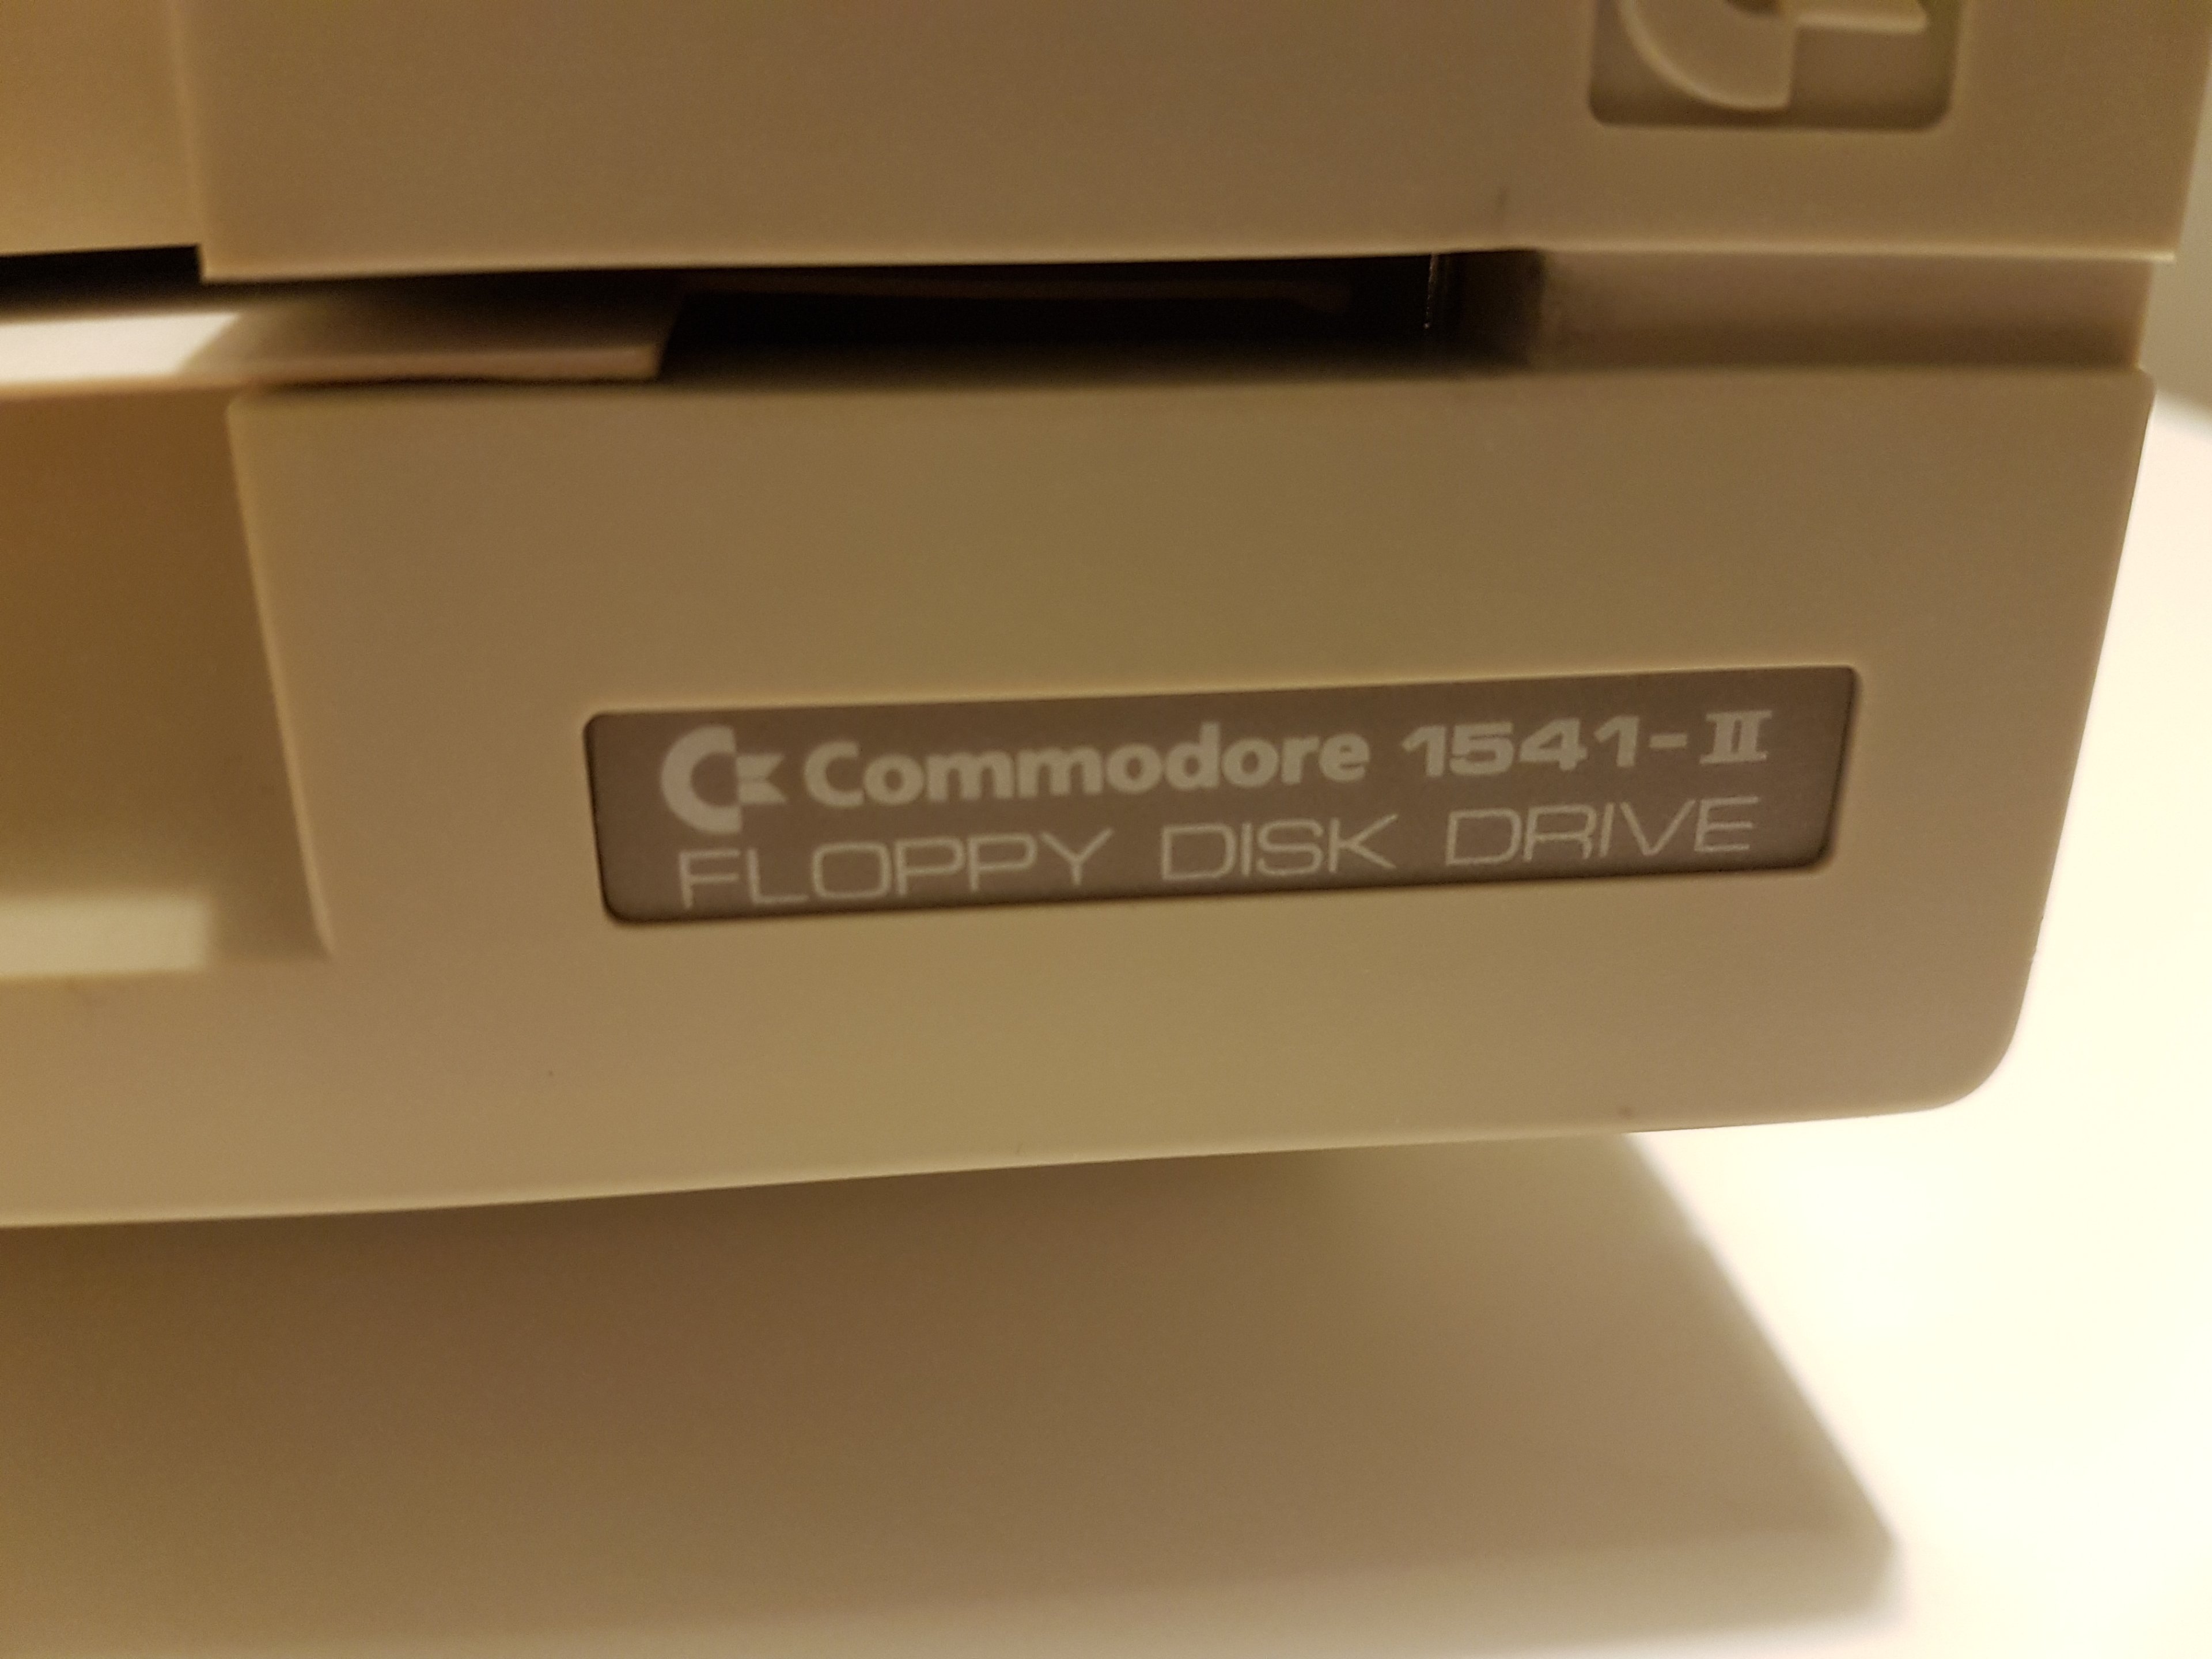 Commodore 1541-II
FLOPPY DISK DRIVE